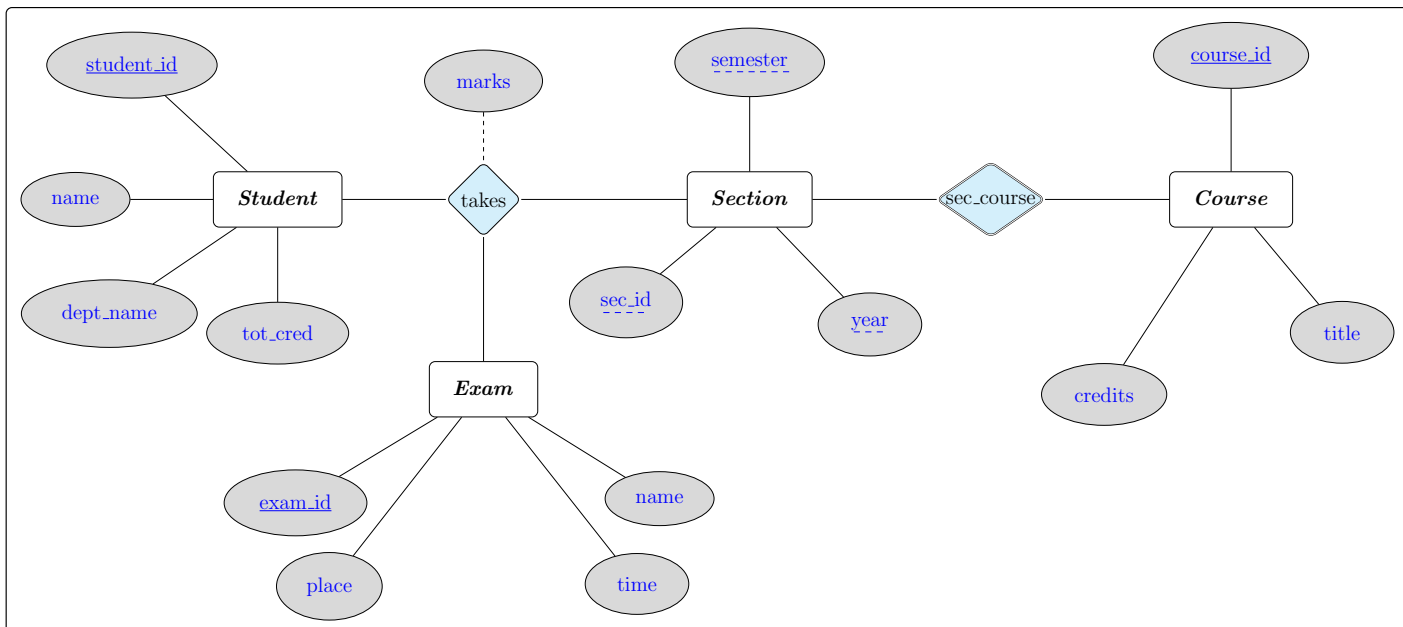 student_id
marks
semester
course_id
name
Student
takes
Section
sec_course
Course
dept_name
tot_cred
sec_id
year
title
Exam
credits
exam_id
name
place
time